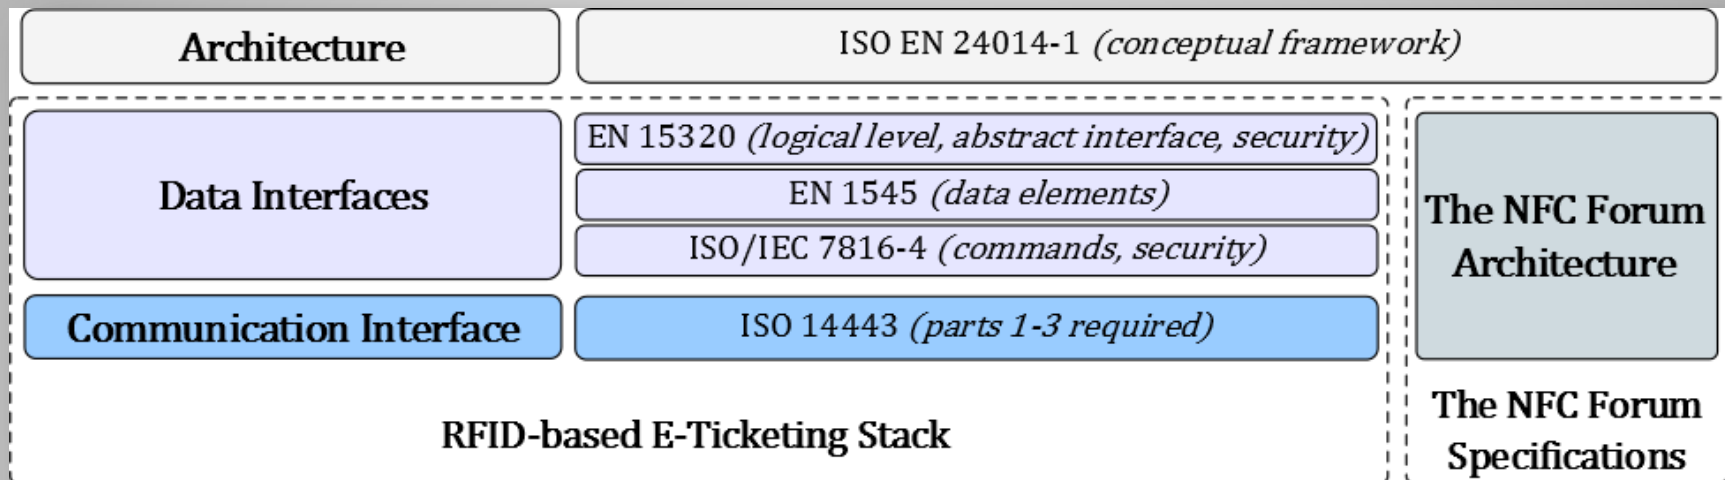 Architecture
ISO EN 24014-1 (conceptual framework)
Data Interfaces
EN 15320 (logical level, abstract interface, security)
EN 1545 (data elements)
ISO/IEC 7816-4 (commands, security)
Communication Interface
ISO 14443 (parts 1-3 required)
RFID-based E-Ticketing Stack
The NFC Forum
Architecture
The NFC Forum
Specifications